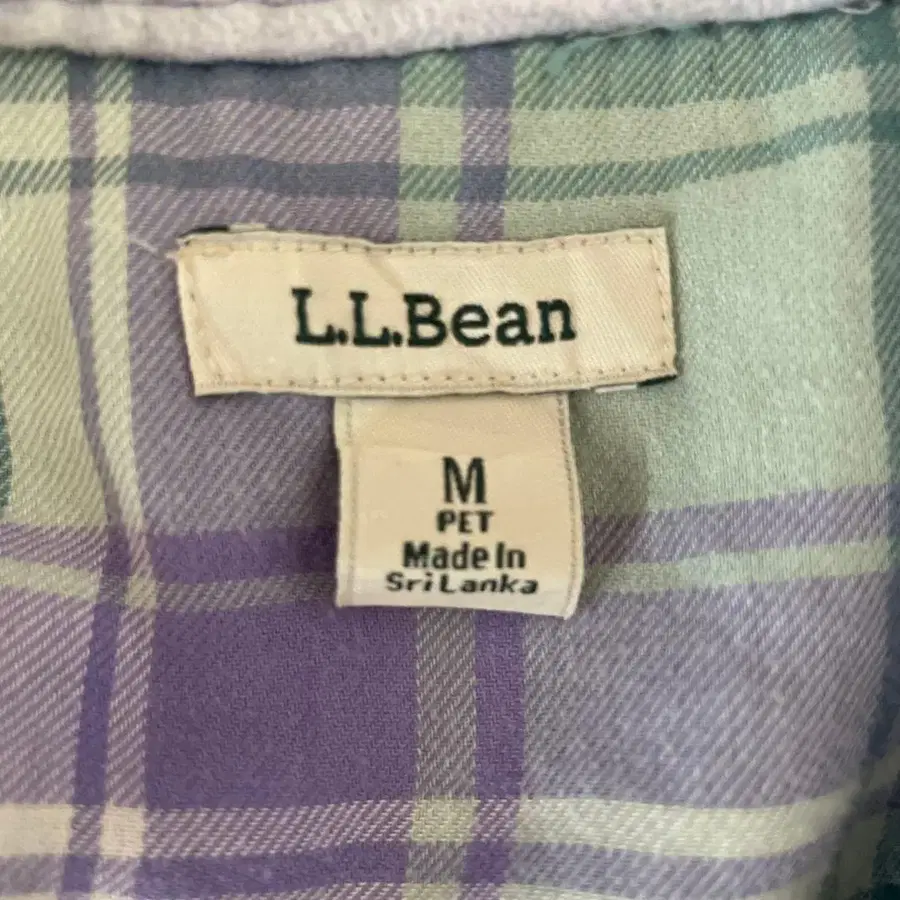 L.L.Bean
M
PET
Made In
Sri Lanka